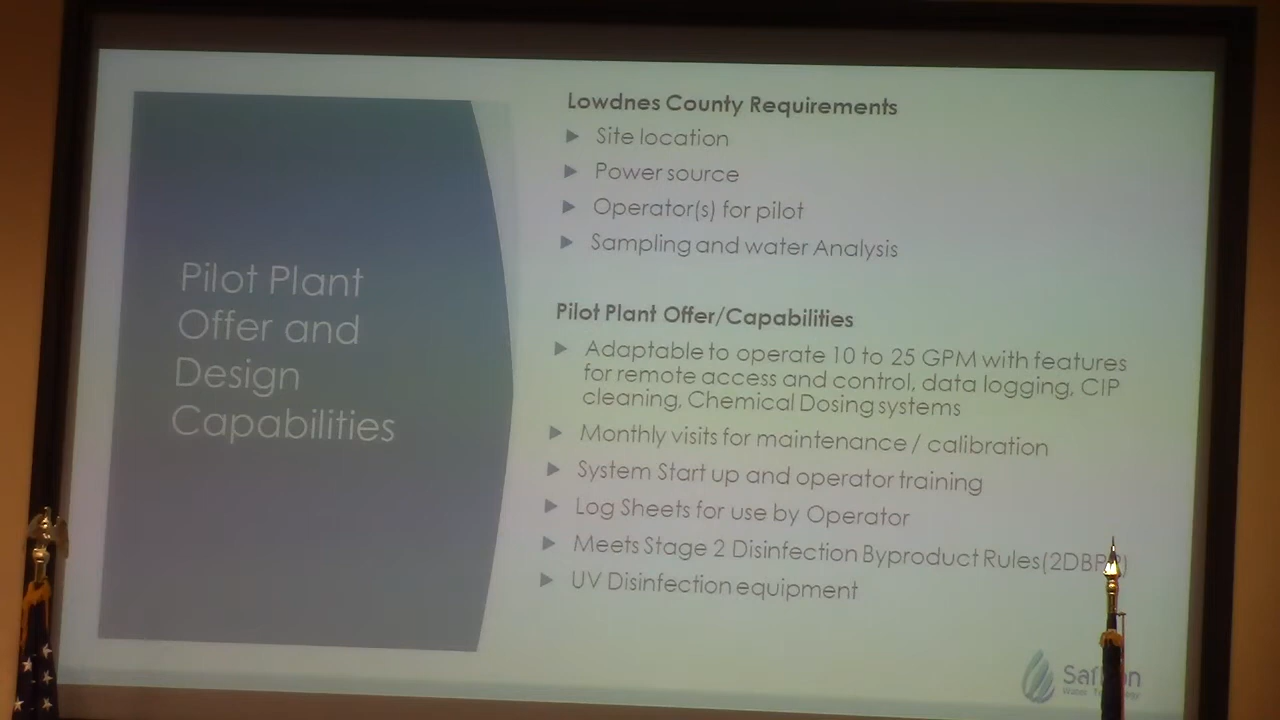 Pilot Plant
Offer and
Design
Capabilities
Lowdnes County Requirements
Site location
Power source
Operator(s) for pilot
Sampling and water Analysis
Pilot Plant Offer/Capabilities
Adaptable to operate 10 to 25 GPM with features
for remote access and control, data logging, CIP
cleaning, Chemical Dosing systems
Monthly visits for maintenance / calibration
System Start up and operator training
Log Sheets for use by Operator
Meets Stage 2 Disinfection Byproduct Rules
UV Disinfection equipment
Water